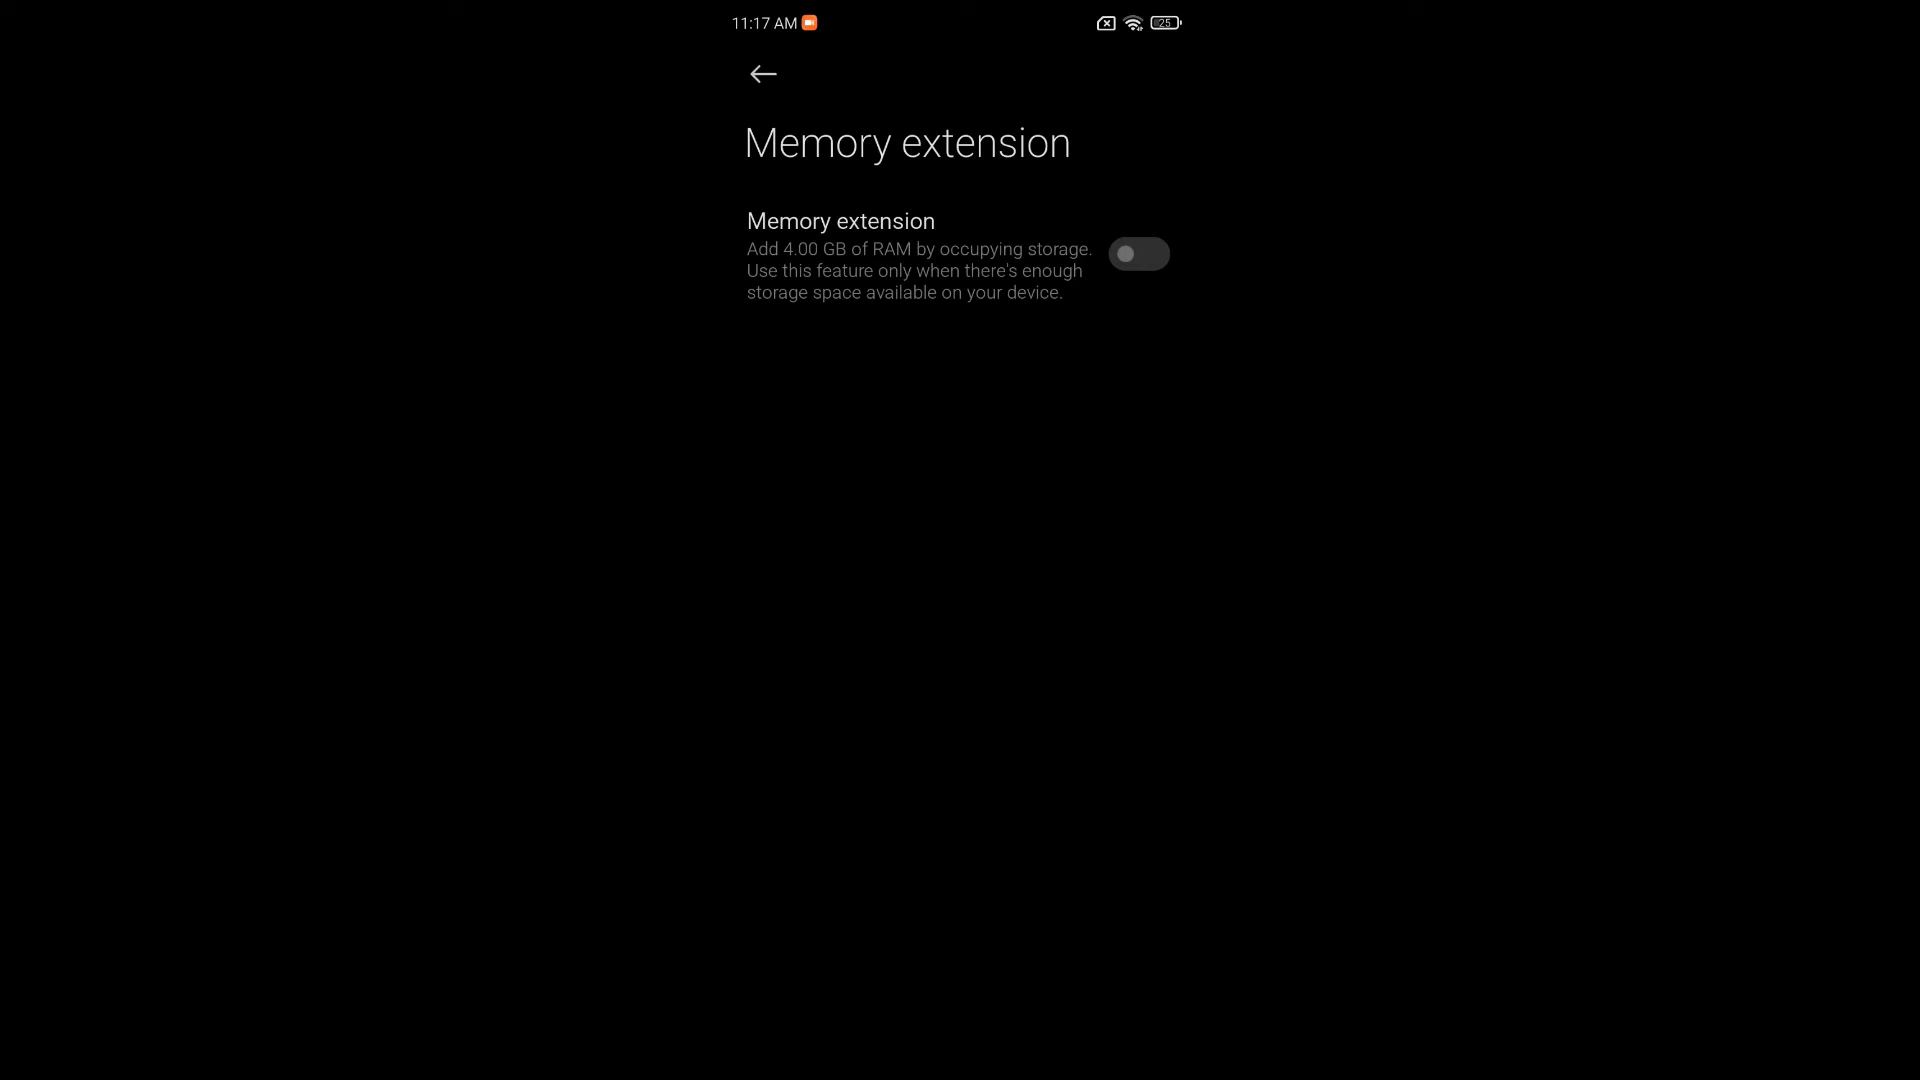 11:17 AM
25
Memory extension
Memory extension
Add 4.00 GB of RAM by occupying storage.
Use this feature only when there's enough
storage space available on your device.